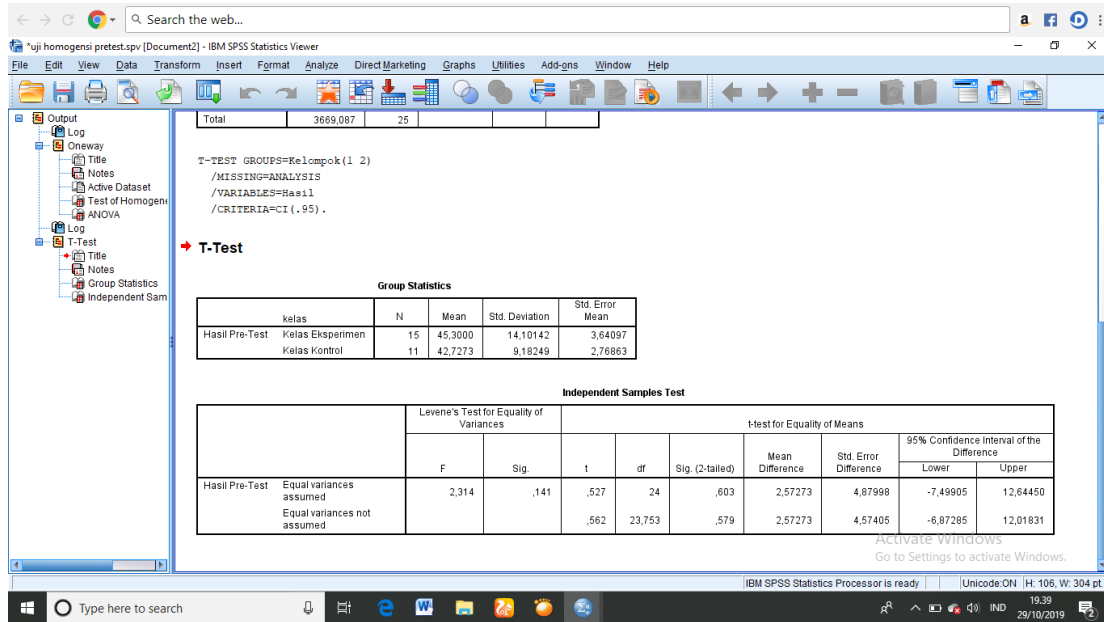 Search the web...
a
*uji homogensi pretest.spv [Document2] - IBM SPSS Statistics Viewer
File Edit View Data Transform Insert Format Analyze Direct Marketing Graphs Utilities Add-ons Window Help
Output
Log
Oneway
Title
Notes
Active Dataset
Test of Homogene
ANOVA
Log
T-Test
Title
Notes
Group Statistics
Independent Sam
Total 3669,087 25
T-TEST GROUPS=Kelompok(1 2)
/MISSING=ANALYSIS
/VARIABLES=Hasil
/CRITERIA=CI(.95).
T-Test
Group Statistics
kelas N Mean Std. Deviation Std. Error Mean
Hasil Pre-Test Kelas Eksperimen 15 45,3000 14,10142 3,64097
Kelas Kontrol 11 42,7273 9,18249 2,76863
Independent Samples Test
Levene's Test for Equality of Variances
t-test for Equality of Means
95% Confidence Interval of the Difference
F Sig. t df Sig. (2-tailed) Mean Difference Std. Error Difference Lower Upper
Hasil Pre-Test Equal variances assumed 2,314 ,141 ,527 24 ,603 2,57273 4,87998 -7,49905 12,64450
Equal variances not assumed ,562 23,753 ,579 2,57273 4,57405 -6,87285 12,01831
Activate Windows
Go to Settings to activate Windows.
IBM SPSS Statistics Processor is ready Unicode:ON H: 106, W: 304 pt.
Type here to search
IND
19.39
29/10/2019
2